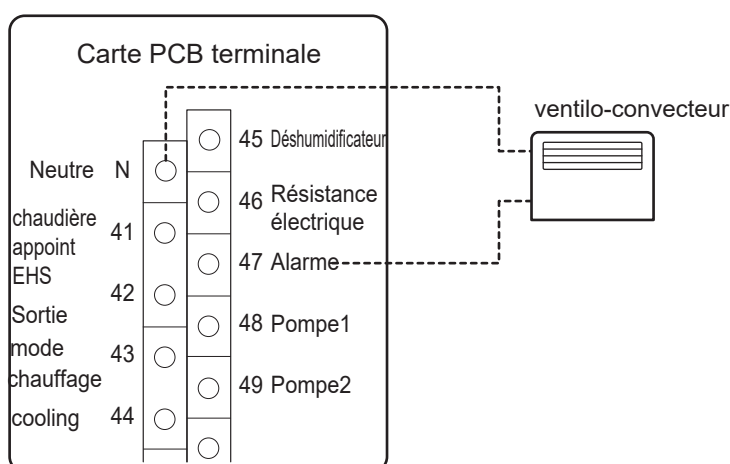 Carte PCB terminale
ventilo-convecteur
Neutre N
45 Déshumidificateur
46 Résistance
électrique
chaudière
appoint
EHS
41
47 Alarme
42
Sortie
mode
chauffage
43
48 Pompe1
49 Pompe2
cooling 44